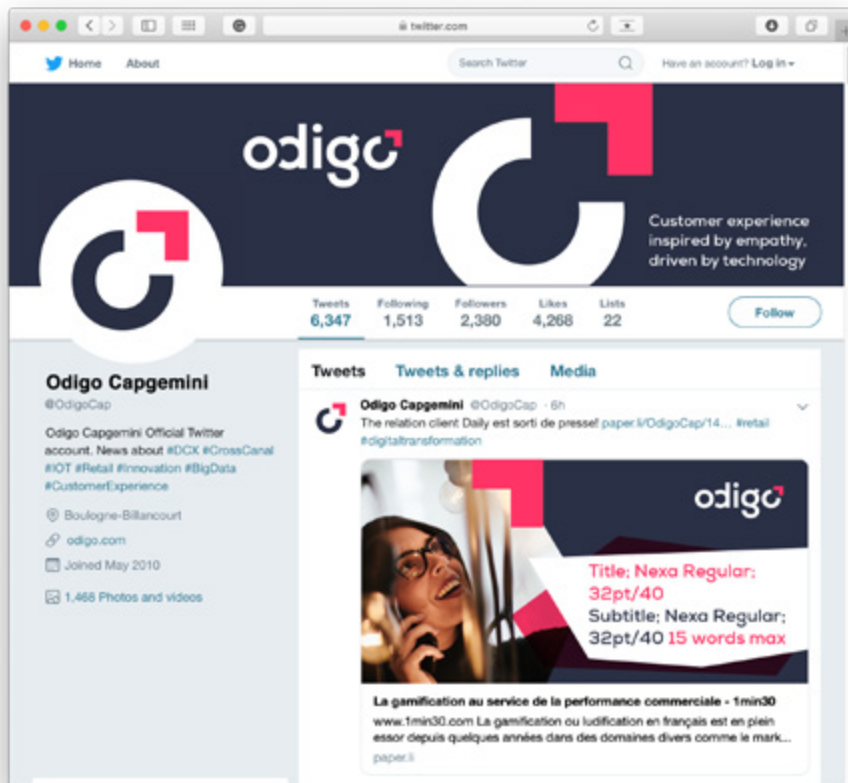 twitter.com
Home About Search Twitter Have an account? Log in
odigo
Customer experience
inspired by empathy,
driven by technology
Tweets Following Followers Likes Lists
6,347 1,513 2,380 4,268 22 Follow
Tweets Tweets & replies Media
Odigo Capgemini
@OdigoCap
Odigo Capgemini Official Twitter
account. News about #DCX #CrossCanal
#IOT #Retail #Innovation #BigData
#CustomerExperience
Boulogne-Billancourt
odigo.com
Joined May 2010
1,468 Photos and videos
Odigo Capgemini @OdigoCap · 6h
The relation client Daily est sorti de presse! paper.li/OdigoCap/14... #retail
#digitaltransformation
odigo
Title; Nexa Regular;
32pt/40
Subtitle; Nexa Regular;
32pt/40 15 words max
La gamification au service de la performance commerciale - 1min30
www.1min30.com La gamification ou ludification en français est en plein
essor depuis quelques années dans des domaines divers comme le mark...
paper.li